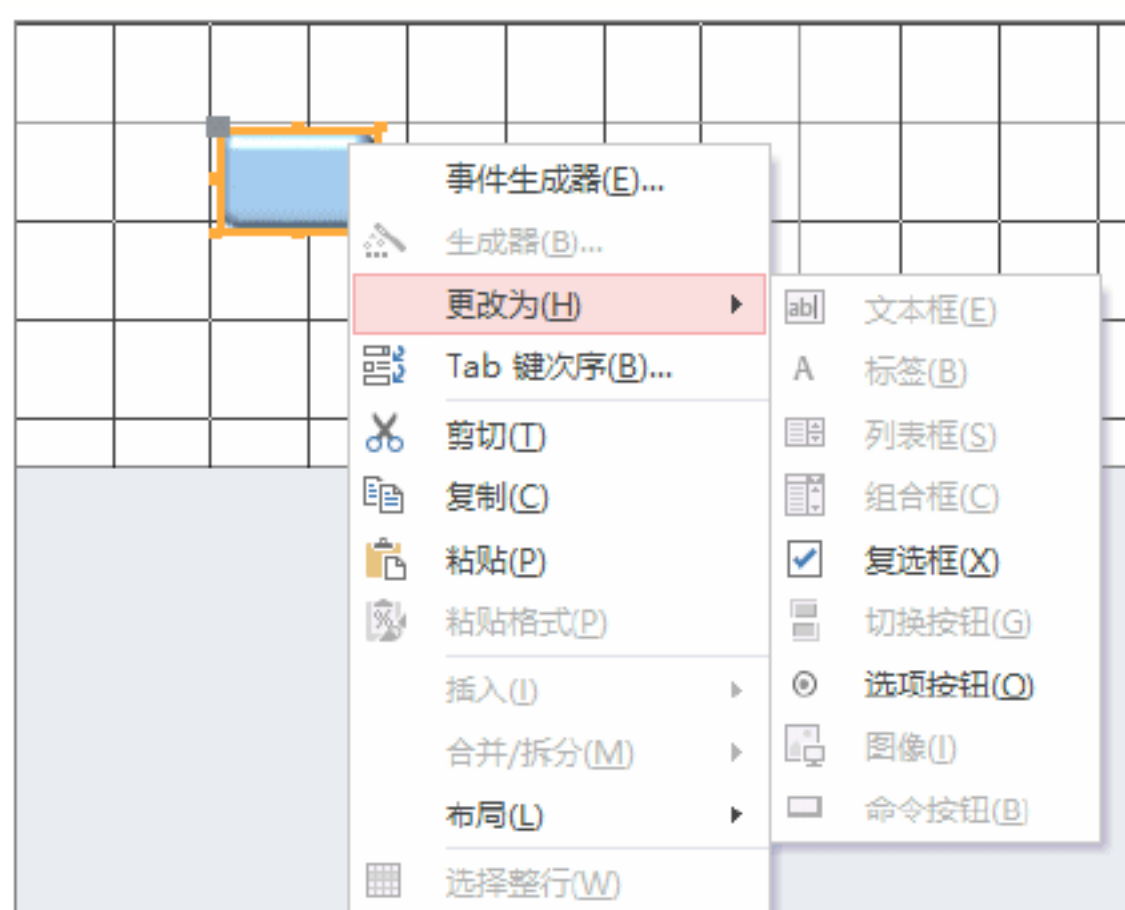 事件生成器(E)...
生成器(B)...
更改为(H)
Tab 键次序(B)...
剪切(T)
复制(C)
粘贴(P)
粘贴格式(P)
插入(I)
合并/拆分(M)
布局(L)
选择整行(W)
ab|
文本框(E)
A
标签(B)
列表框(S)
组合框(C)
复选框(X)
切换按钮(G)
选项按钮(O)
图像(I)
命令按钮(B)